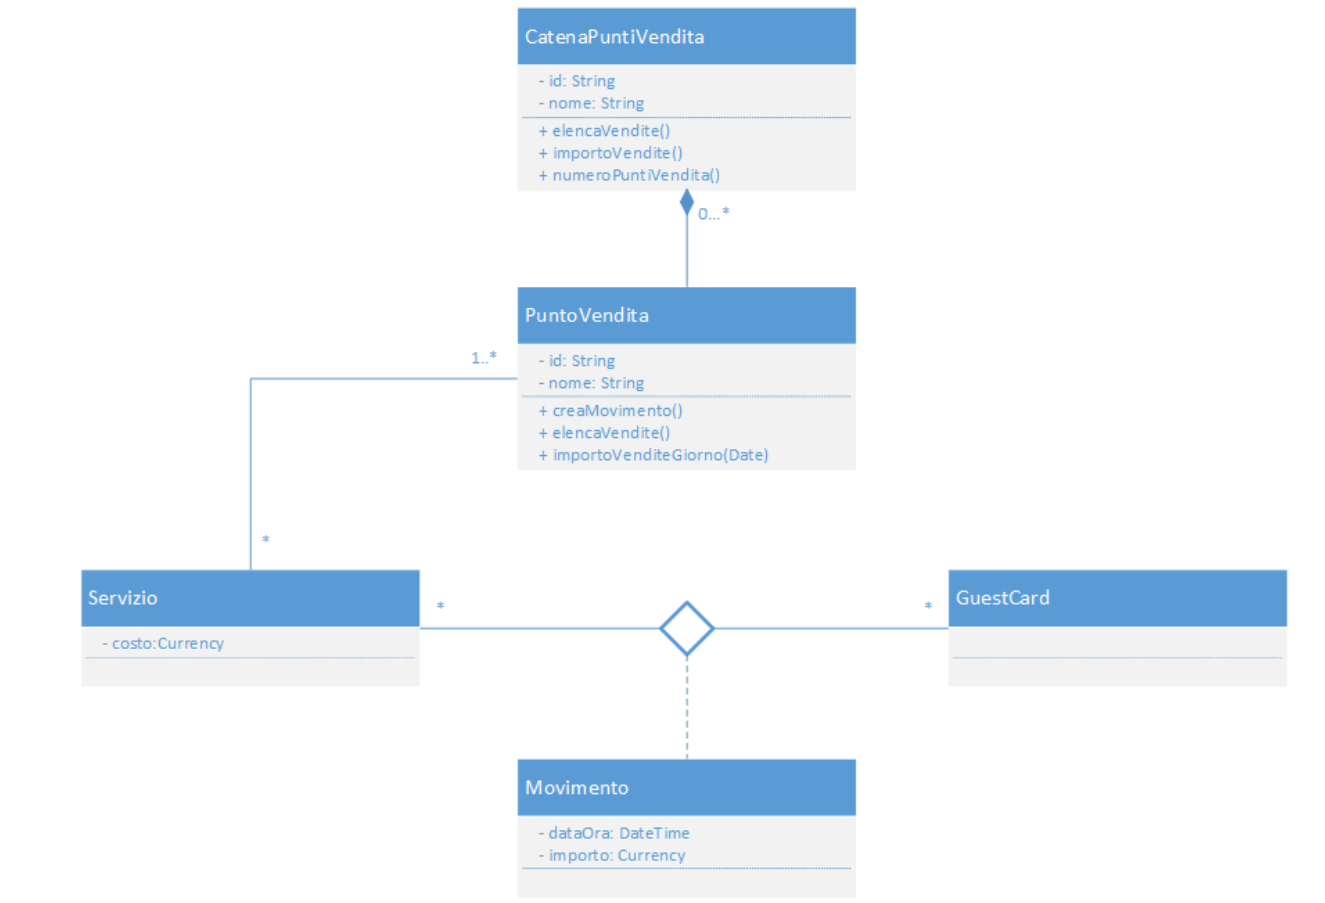 CatenaPuntiVendita
- id: String
- nome: String
+ elencaVendite()
+ importoVendite()
+ numeroPuntiVendita()
0...*
PuntoVendita
1..*
- id: String
- nome: String
+ creaMovimento()
+ elencaVendite()
+ importoVenditeGiorno(Date)
*
Servizio
*
*
GuestCard
- costo:Currency
Movimento
- dataOra: DateTime
- importo: Currency